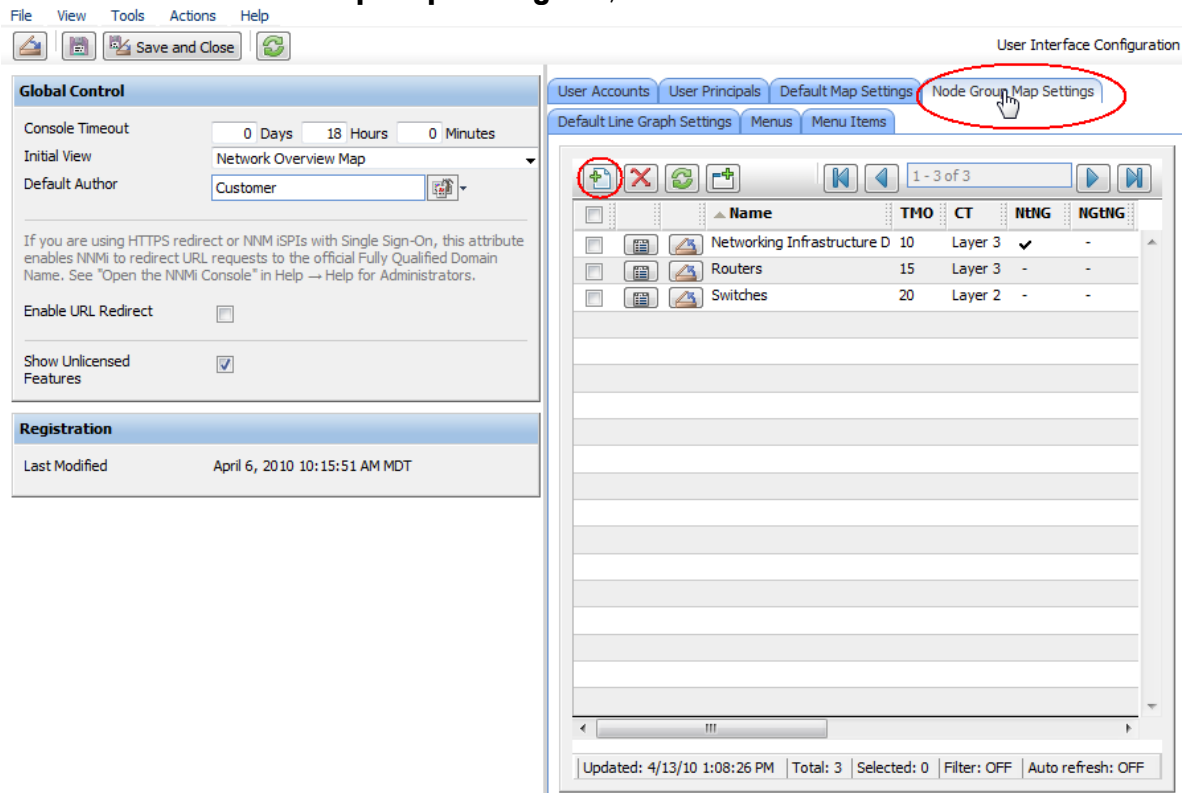 File View Tools Actions Help
Save and Close
User Interface Configuration
Global Control
Console Timeout 0 Days 18 Hours 0 Minutes
Initial View Network Overview Map
Default Author Customer
If you are using HTTPS redirect or NNM iSPIs with Single Sign-On, this attribute
enables NNMi to redirect URL requests to the official Fully Qualified Domain
Name. See "Open the NNMi Console" in Help → Help for Administrators.
Enable URL Redirect
Show Unlicensed
Features
Registration
Last Modified April 6, 2010 10:15:51 AM MDT
User Accounts User Principals Default Map Settings Node Group Map Settings
Default Line Graph Settings Menus Menu Items
1 - 3 of 3
Name TMO CT NtNG NGtNG
Networking Infrastructure D 10 Layer 3 ✔ -
Routers 15 Layer 3 - -
Switches 20 Layer 2 - -
Updated: 4/13/10 1:08:26 PM Total: 3 Selected: 0 Filter: OFF Auto refresh: OFF